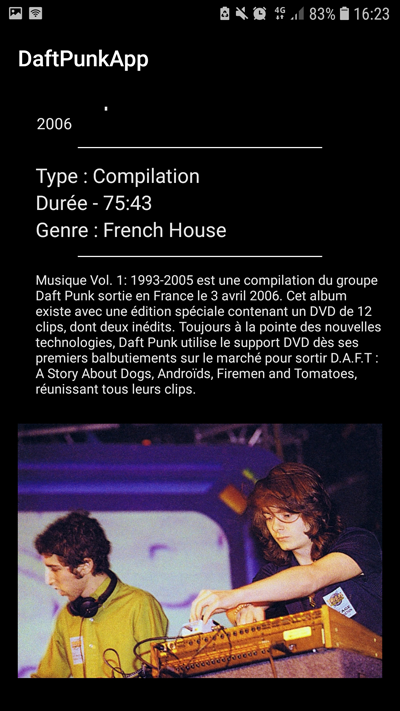 4G 83% 16:23
DaftPunkApp
2006
Type : Compilation
Durée - 75:43
Genre : French House
Musique Vol. 1: 1993-2005 est une compilation du groupe
Daft Punk sortie en France le 3 avril 2006. Cet album
existe avec une édition spéciale contenant un DVD de 12
clips, dont deux inédits. Toujours à la pointe des nouvelles
technologies, Daft Punk utilise le support DVD dès ses
premiers balbutiements sur le marché pour sortir D.A.F.T :
A Story About Dogs, Androïds, Firemen and Tomatoes,
réunissant tous leurs clips.